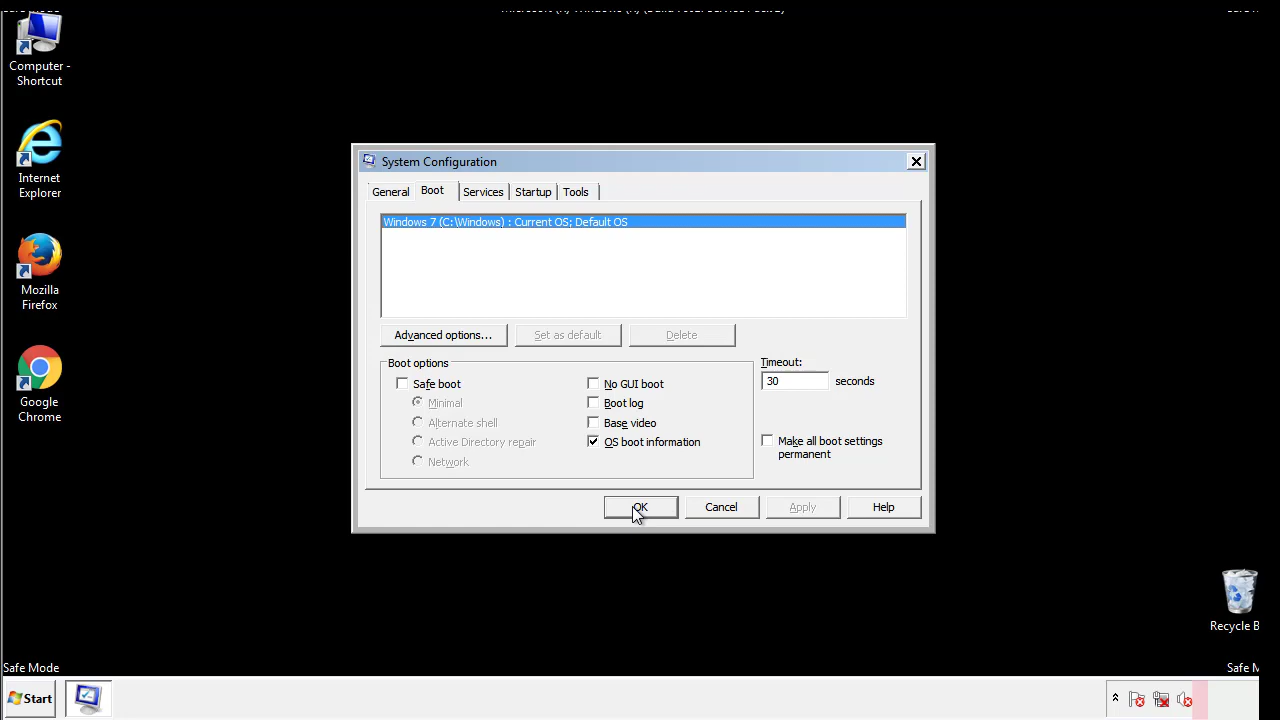 Computer -
Shortcut
Internet
Explorer
Mozilla
Firefox
Google
Chrome
System Configuration
General Boot Services Startup Tools
Windows 7 (C:\Windows) : Current OS; Default OS
Advanced options... Set as default Delete
Boot options
Timeout:
30 seconds
Safe boot
Minimal
Alternate shell
Active Directory repair
Network
No GUI boot
Boot log
Base video
OS boot information
Make all boot settings
permanent
OK Cancel Apply Help
Recycle B
Safe Mode
Safe M
Start